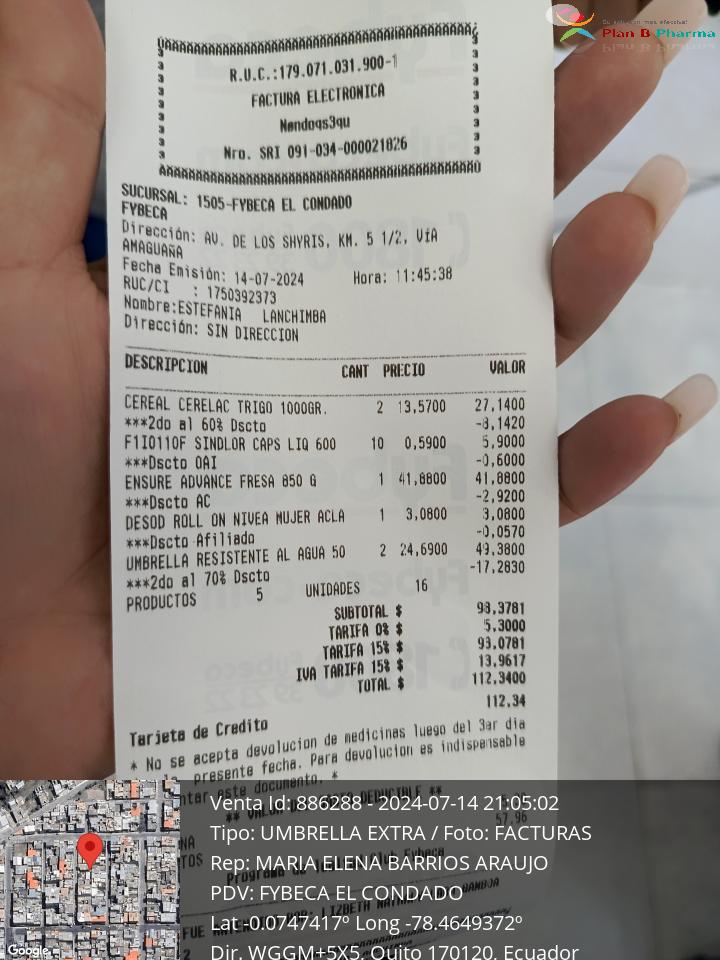 Su solución más efectiva!
Plan B Pharma
R.U.C.:179.071.031.900-1
FACTURA ELECTRONICA
Nro. SRI 091-034-000021826
SUCURSAL: 1505-FYBECA EL CONDADO
FYBECA
Dirección: AV. DE LOS SHYRIS, KM. 5 1/2, VíA
AMAGUAÑA
Fecha Emisión: 14-07-2024 Hora: 11:45:38
RUC/CI : 1750392373
Nombre:ESTEFANIA LANCHIMBA
Dirección: SIN DIRECCION
DESCRIPCION CANT PRECIO VALOR
CEREAL CERELAC TRIGO 1000GR. 2 13,5700 27,1400
***2do al 60% Dscto -8,1420
F1I0110F SINDLOR CAPS LIQ 600 10 0,5900 5,9000
***Dscto OAI -0,6000
ENSURE ADVANCE FRESA 850 G 1 41,8800 41,8800
***Dscto AC -2,9200
DESOD ROLL ON NIVEA MUJER ACLA 1 3,0800 3,0800
***Dscto Afiliado -0,0570
UMBRELLA RESISTENTE AL AGUA 50 2 24,6900 49,3800
***2do al 70% Dscto -17,2830
PRODUCTOS 5 UNIDADES 16
SUBTOTAL $ 98,3781
TARIFA 0% $ 5,3000
TARIFA 15% $ 93,0781
IVA TARIFA 15% $ 13,9617
TOTAL $ 112,3400
112,34
Tarjeta de Credito
* No se acepta devolucion de medicinas luego del 3er dia
presente fecha. Para devolucion es indispensable
este documento. *
57,96
Venta Id: 886288 - 2024-07-14 21:05:02
Tipo: UMBRELLA EXTRA / Foto: FACTURAS
Rep: MARIA ELENA BARRIOS ARAUJO
PDV: FYBECA EL CONDADO
Lat -0.0747417º Long -78.4649372º
Dir. WGGM+5X5, Quito 170120, Ecuador
Google